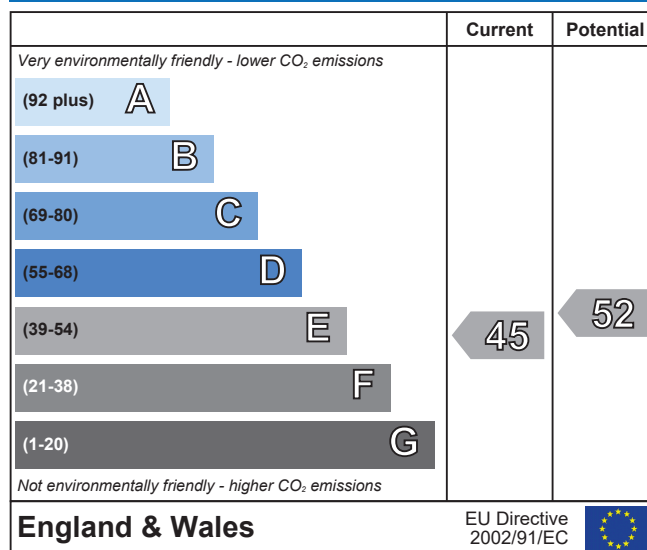 Current Potential
Very environmentally friendly - lower CO₂ emissions
(92 plus) A
(81-91) B
(69-80) C
(55-68) D
(39-54) E 45 52
(21-38) F
(1-20) G
Not environmentally friendly - higher CO₂ emissions
England & Wales EU Directive
2002/91/EC